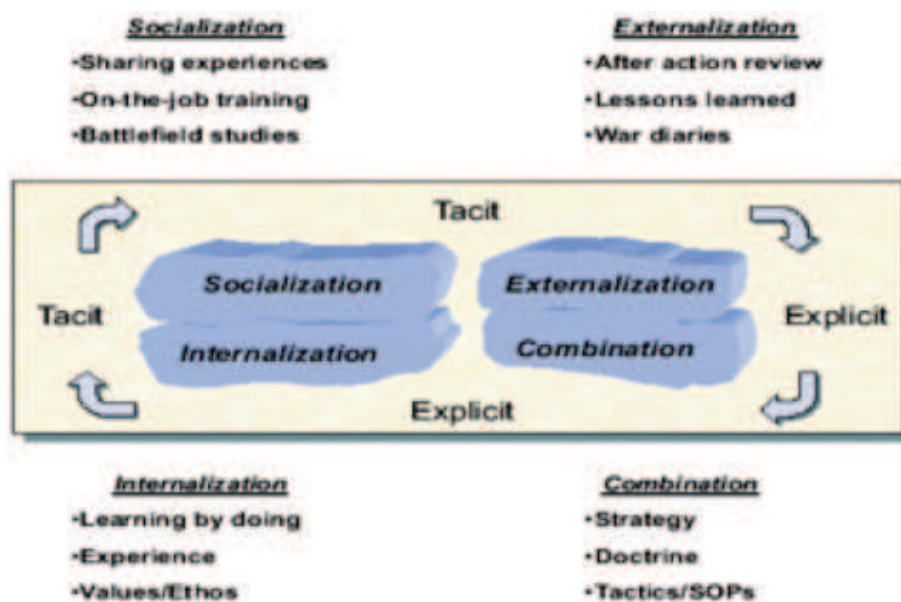 Socialization
•Sharing experiences
•On-the-job training
•Battlefield studies
Externalization
•After action review
•Lessons learned
•War diaries
Tacit
Socialization
Externalization
Tacit
Explicit
Internalization
Combination
Explicit
Internalization
•Learning by doing
•Experience
•Values/Ethos
Combination
•Strategy
•Doctrine
•Tactics/SOPs